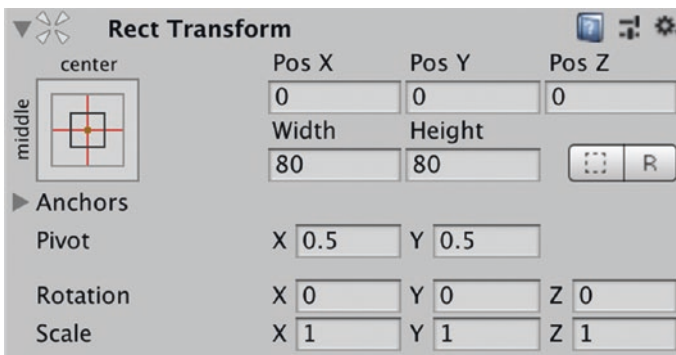 Rect Transform
center
Pos X Pos Y Pos Z
middle
0 0 0
Width Height
80 80 R
Anchors
Pivot X 0.5 Y 0.5
Rotation X 0 Y 0 Z 0
Scale X 1 Y 1 Z 1